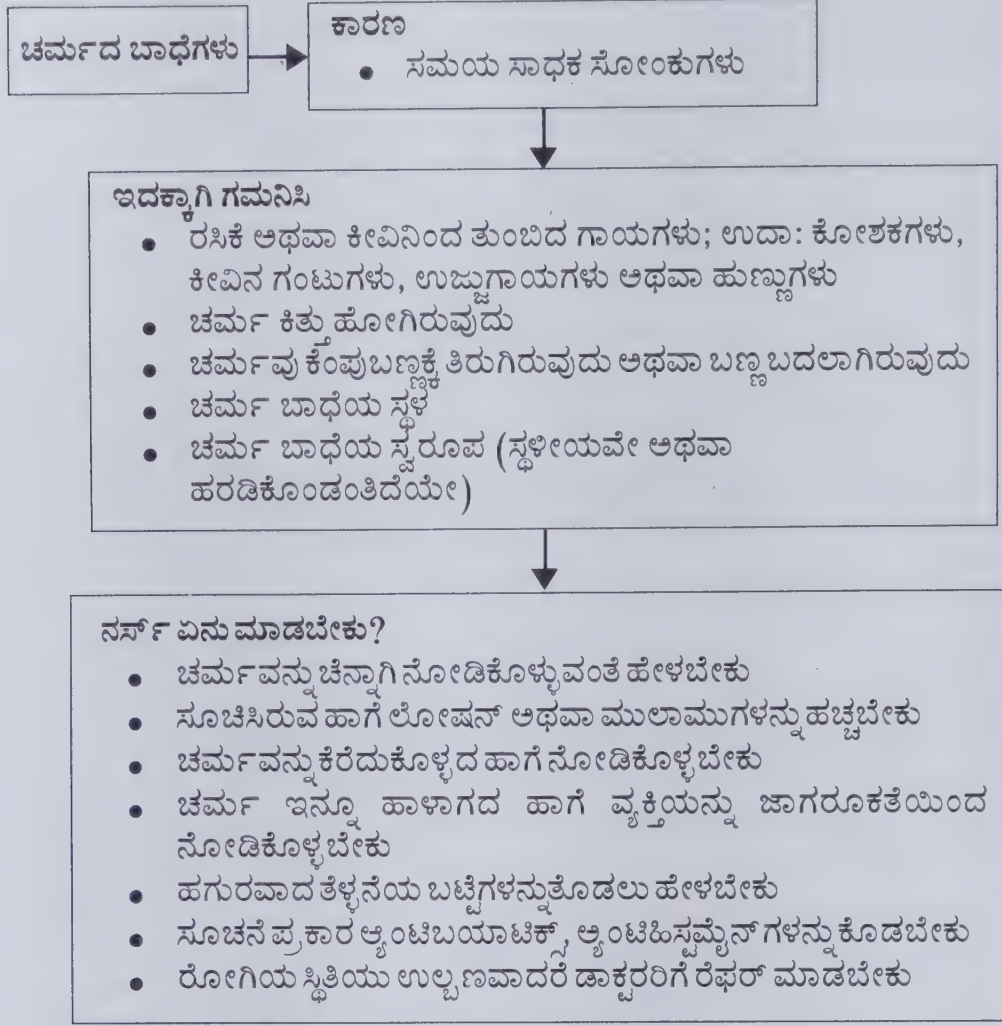 ಚರ್ಮದ ಬಾಧೆಗಳು
ಕಾರಣ
• ಸಮಯ ಸಾಧಕ ಸೋಂಕುಗಳು
ಇದಕ್ಕಾಗಿ ಗಮನಿಸಿ
• ರಸಿಕೆ ಅಥವಾ ಕೀವಿನಿಂದ ತುಂಬಿದ ಗಾಯಗಳು; ಉದಾ: ಕೋಶಕಗಳು,
ಕೀವಿನ ಗಂಟುಗಳು, ಉಜ್ಜುಗಾಯಗಳು ಅಥವಾ ಹುಣ್ಣುಗಳು
• ಚರ್ಮ ಕಿತ್ತು ಹೋಗಿರುವುದು
• ಚರ್ಮವು ಕೆಂಪುಬಣ್ಣಕ್ಕೆ ತಿರುಗಿರುವುದು ಅಥವಾ ಬಣ್ಣ ಬದಲಾಗಿರುವುದು
• ಚರ್ಮ ಬಾಧೆಯ ಸ್ಥಳ
• ಚರ್ಮ ಬಾಧೆಯ ಸ್ವರೂಪ (ಸ್ಥಳೀಯವೇ ಅಥವಾ
ಹರಡಿಕೊಂಡಂತಿದೆಯೇ)
ನರ್ಸ್ ಏನು ಮಾಡಬೇಕು?
• ಚರ್ಮವನ್ನು ಚೆನ್ನಾಗಿ ನೋಡಿಕೊಳ್ಳುವಂತೆ ಹೇಳಬೇಕು
• ಸೂಚಿಸಿರುವ ಹಾಗೆ ಲೋಷನ್ ಅಥವಾ ಮುಲಾಮುಗಳನ್ನು ಹಚ್ಚಬೇಕು
• ಚರ್ಮವನ್ನು ಕೆರೆದುಕೊಳ್ಳದ ಹಾಗೆ ನೋಡಿಕೊಳ್ಳಬೇಕು
• ಚರ್ಮ ಇನ್ನೂ ಹಾಳಾಗದ ಹಾಗೆ ವ್ಯಕ್ತಿಯನ್ನು ಜಾಗರೂಕತೆಯಿಂದ
ನೋಡಿಕೊಳ್ಳಬೇಕು
• ಹಗುರವಾದ ತೆಳ್ಳನೆಯ ಬಟ್ಟೆಗಳನ್ನು ತೊಡಲು ಹೇಳಬೇಕು
• ಸೂಚನೆ ಪ್ರಕಾರ ಆ್ಯಂಟಿಬಯಾಟಿಕ್ಸ್, ಅ್ಯಂಟಿಹಿಸ್ಟಮೈನ್‌ಗಳನ್ನು ಕೊಡಬೇಕು
• ರೋಗಿಯ ಸ್ಥಿತಿಯು ಉಲ್ಬಣವಾದರೆ ಡಾಕ್ಟರರಿಗೆ ರೆಫರ್ ಮಾಡಬೇಕು